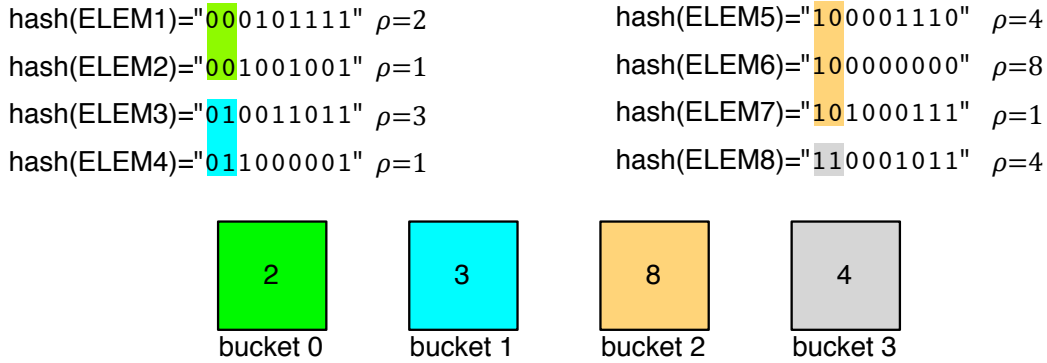 hash(ELEM1)="000101111" ρ=2
hash(ELEM2)="001001001" ρ=1
hash(ELEM3)="010011011" ρ=3
hash(ELEM4)="011000001" ρ=1
hash(ELEM5)="100001110" ρ=4
hash(ELEM6)="100000000" ρ=8
hash(ELEM7)="101000111" ρ=1
hash(ELEM8)="110001011" ρ=4
2 3 8 4
bucket 0 bucket 1 bucket 2 bucket 3